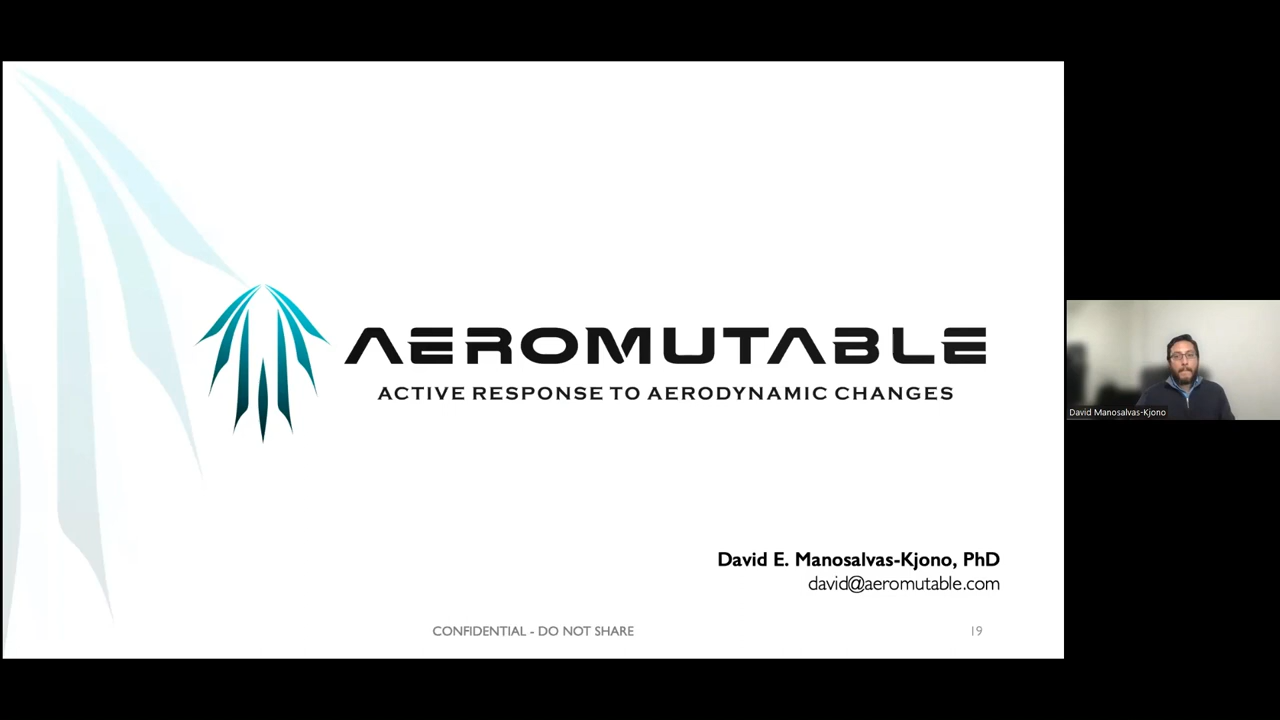 AEROMUTABLE
ACTIVE RESPONSE TO AERODYNAMIC CHANGES
David E. Manosalvas-Kjono, PhD
david@aeromutable.com
CONFIDENTIAL - DO NOT SHARE
19
David Manosalvas-Kjono